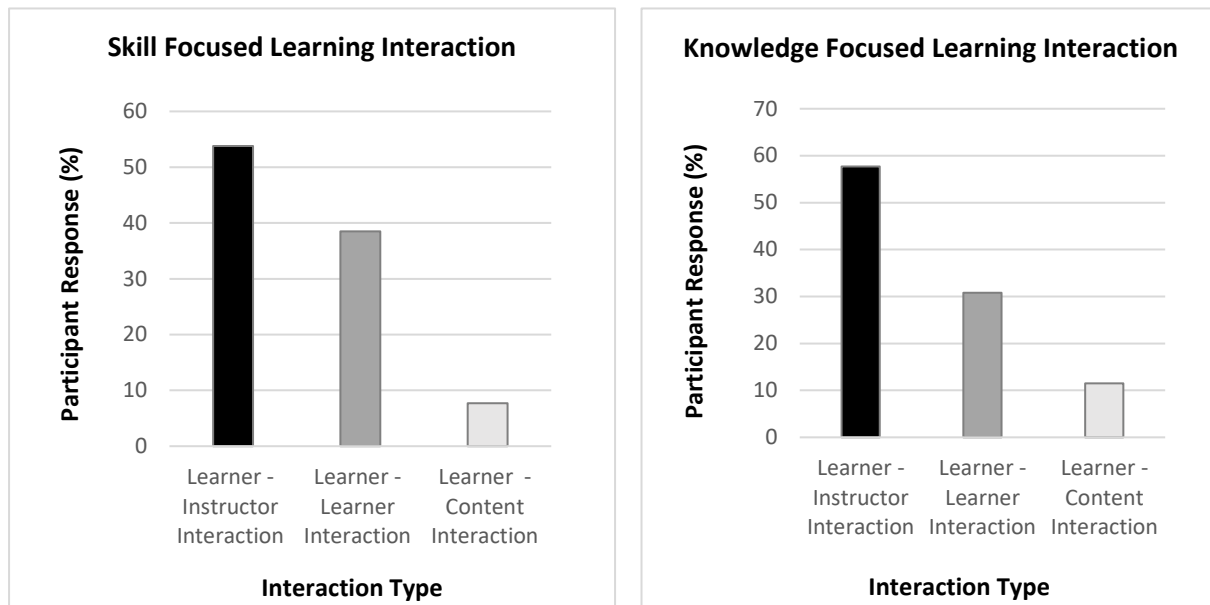 Skill Focused Learning Interaction
60
50
40
30
20
10
0
Participant Response (%)
Learner -
Instructor
Interaction
Learner -
Learner
Interaction
Learner  -
Content
Interaction
Interaction Type
Knowledge Focused Learning Interaction
70
60
50
40
30
20
10
0
Participant Response (%)
Learner -
Instructor
Interaction
Learner -
Learner
Interaction
Learner -
Content
Interaction
Interaction Type